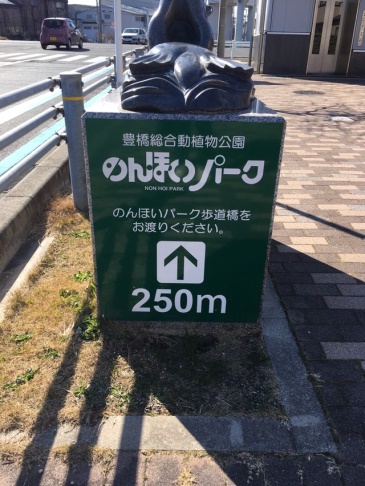 豊橋総合動植物公園
のんほいパーク
NON HOI PARK
のんほいパーク歩道橋を
お渡りください。
250m